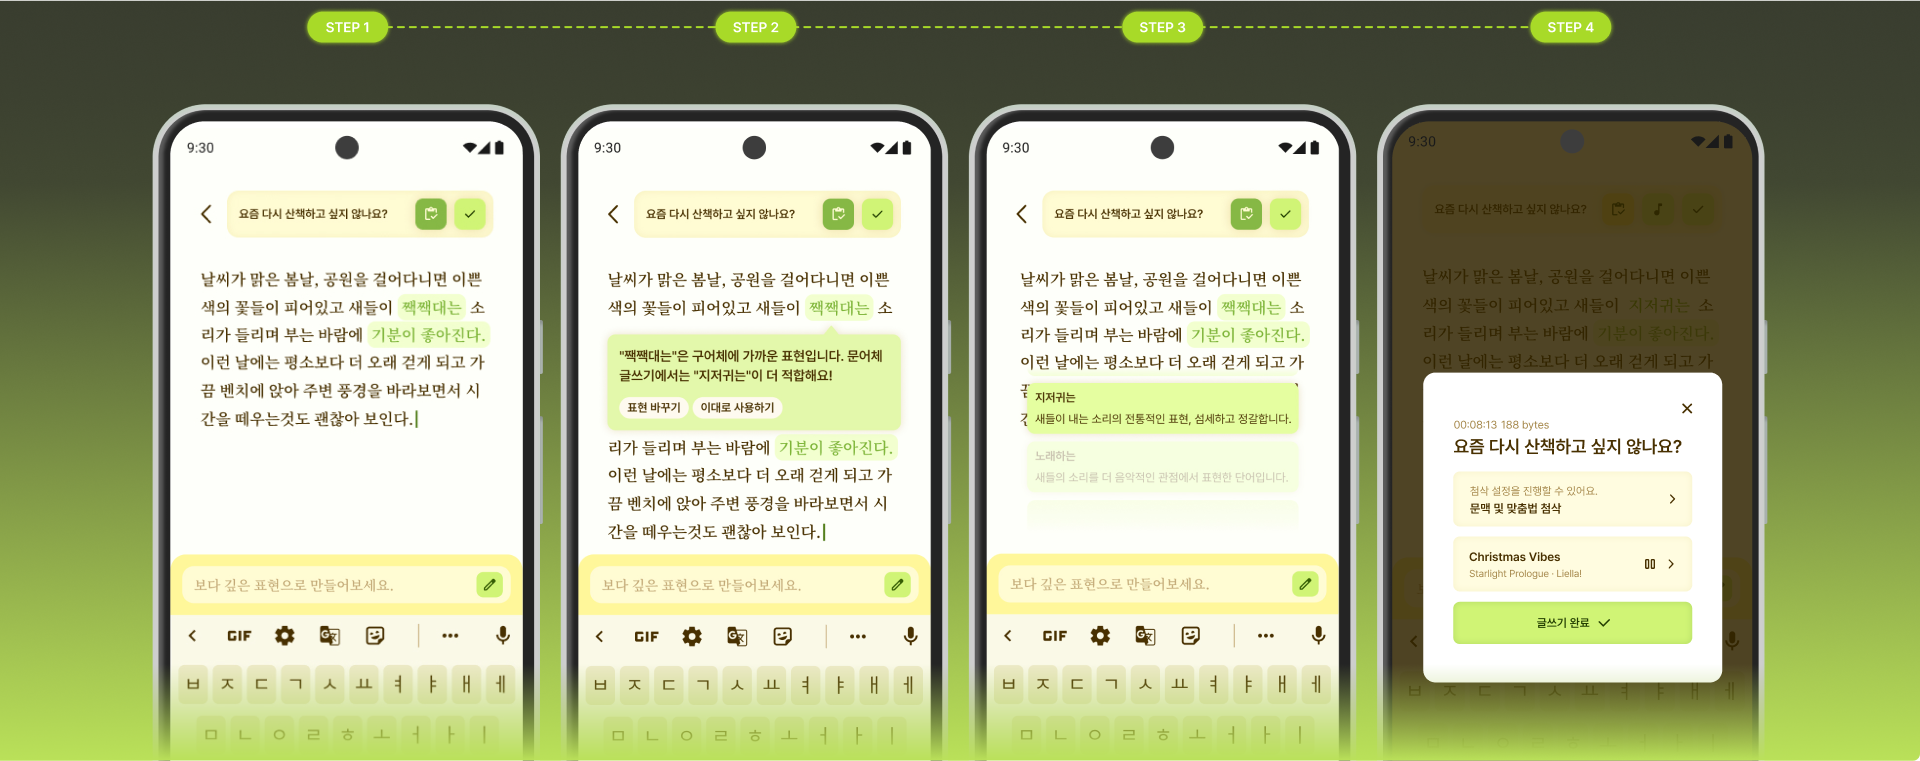 STEP 1
STEP 2
STEP 3
STEP 4
9:30
요즘 다시 산책하고 싶지 않나요?
날씨가 맑은 봄날, 공원을 걸어다니면 이쁜
색의 꽃들이 피어있고 새들이 짹짹대는 소
리가 들리며 부는 바람에 기분이 좋아진다.
이런 날에는 평소보다 더 오래 걷게 되고 가
끔 벤치에 앉아 주변 풍경을 바라보면서 시
간을 떼우는것도 괜찮아 보인다.
보다 깊은 표현으로 만들어보세요.
GIF
ㅂ ㅈ ㄷ ㄱ ㅅ ㅛ ㅕ ㅑ ㅐ ㅔ
ㅁ ㄴ ㅇ ㄹ ㅎ ㅗ ㅓ ㅏ ㅣ
9:30
요즘 다시 산책하고 싶지 않나요?
날씨가 맑은 봄날, 공원을 걸어다니면 이쁜
색의 꽃들이 피어있고 새들이 짹짹대는 소
"짹짹대는"은 구어체에 가까운 표현입니다. 문어체
글쓰기에서는 "지저귀는"이 더 적합해요!
표현 바꾸기 이대로 사용하기
리가 들리며 부는 바람에 기분이 좋아진다.
이런 날에는 평소보다 더 오래 걷게 되고 가
끔 벤치에 앉아 주변 풍경을 바라보면서 시
간을 떼우는것도 괜찮아 보인다.
보다 깊은 표현으로 만들어보세요.
GIF
ㅂ ㅈ ㄷ ㄱ ㅅ ㅛ ㅕ ㅑ ㅐ ㅔ
ㅁ ㄴ ㅇ ㄹ ㅎ ㅗ ㅓ ㅏ ㅣ
9:30
요즘 다시 산책하고 싶지 않나요?
날씨가 맑은 봄날, 공원을 걸어다니면 이쁜
색의 꽃들이 피어있고 새들이 짹짹대는 소
리가 들리며 부는 바람에 기분이 좋아진다.
이런 날에는 평소보다 더 오래 걷게 되고 가
지저귀는
새들이 내는 소리의 전통적인 표현, 섬세하고 정갈합니다.
노래하는
새들의 소리를 더 음악적인 관점에서 표현한 단어입니다.
보다 깊은 표현으로 만들어보세요.
GIF
ㅂ ㅈ ㄷ ㄱ ㅅ ㅛ ㅕ ㅑ ㅐ ㅔ
ㅁ ㄴ ㅇ ㄹ ㅎ ㅗ ㅓ ㅏ ㅣ
9:30
요즘 다시 산책하고 싶지 않나요?
날씨가 맑은 봄날, 공원을 걸어다니면 이쁜
색의 꽃들이 피어있고 새들이 지저귀는 소
리가 들리며 부는 바람에 기분이 좋아진다.
이런 날에는 평소보다 더 오래 걷게 되고 가
00:08:13 188 bytes
요즘 다시 산책하고 싶지 않나요?
첨삭 설정을 진행할 수 있어요.
문맥 및 맞춤법 첨삭
Christmas Vibes
Starlight Prologue · Liella!
글쓰기 완료
ㅂ ㅈ ㄷ ㄱ ㅅ ㅛ ㅕ ㅑ ㅐ ㅔ